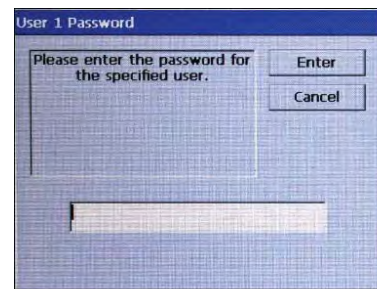 User 1 Password
Please enter the password for
the specified user.
Enter
Cancel